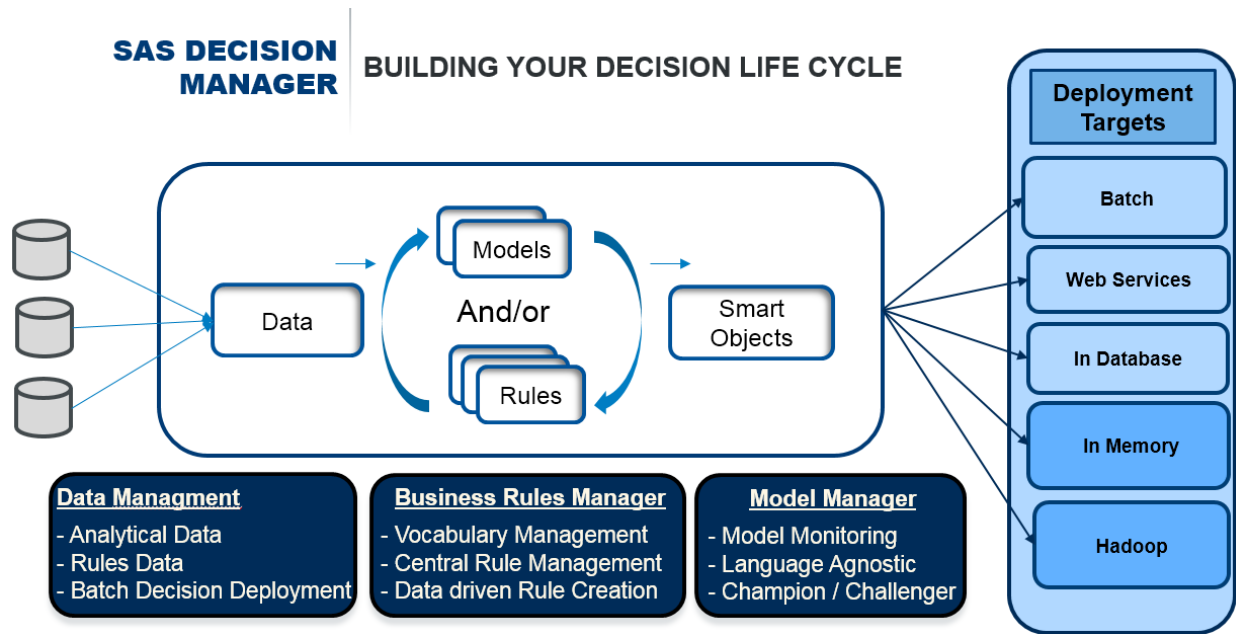 SAS DECISION
MANAGER
BUILDING YOUR DECISION LIFE CYCLE
Data
Models
And/or
Rules
Smart
Objects
Deployment
Targets
Batch
Web Services
In Database
In Memory
Hadoop
Data Managment
- Analytical Data
- Rules Data
- Batch Decision Deployment
Business Rules Manager
- Vocabulary Management
- Central Rule Management
- Data driven Rule Creation
Model Manager
- Model Monitoring
- Language Agnostic
- Champion / Challenger